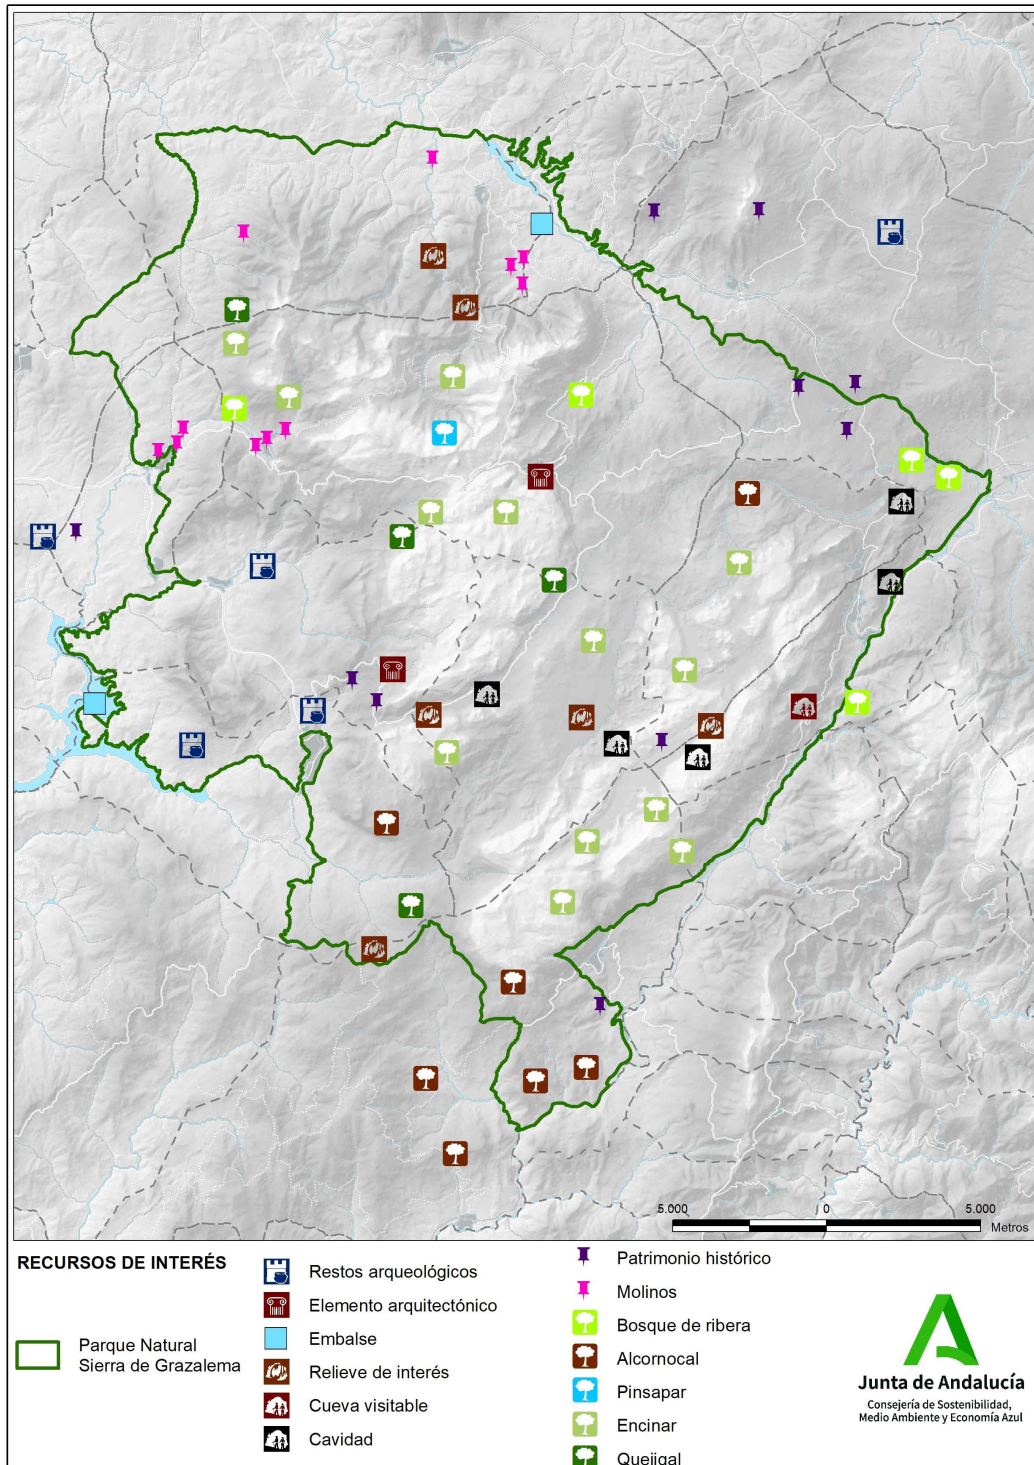 5.000 0 5.000
Metros
RECURSOS DE INTERÉS
Parque Natural
Sierra de Grazalema
Restos arqueológicos
Elemento arquitectónico
Embalse
Relieve de interés
Cueva visitable
Cavidad
Patrimonio histórico
Molinos
Bosque de ribera
Alcornocal
Pinsapar
Encinar
Quejigal
Junta de Andalucía
Consejería de Sostenibilidad,
Medio Ambiente y Economía Azul